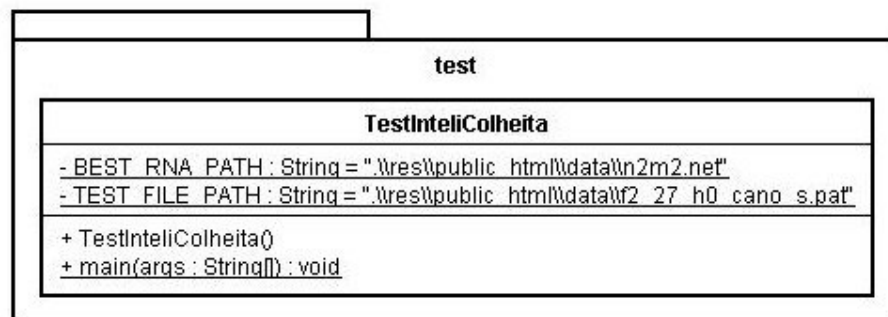 test
TestInteliColheita
- BEST_RNA_PATH : String = ".\\res\\public_html\\data\\n2m2.net"
- TEST_FILE_PATH : String = ".\\res\\public_html\\data\\f2_27_h0_cano_s.pat"
+ TestInteliColheita()
+ main(args : String[]) : void